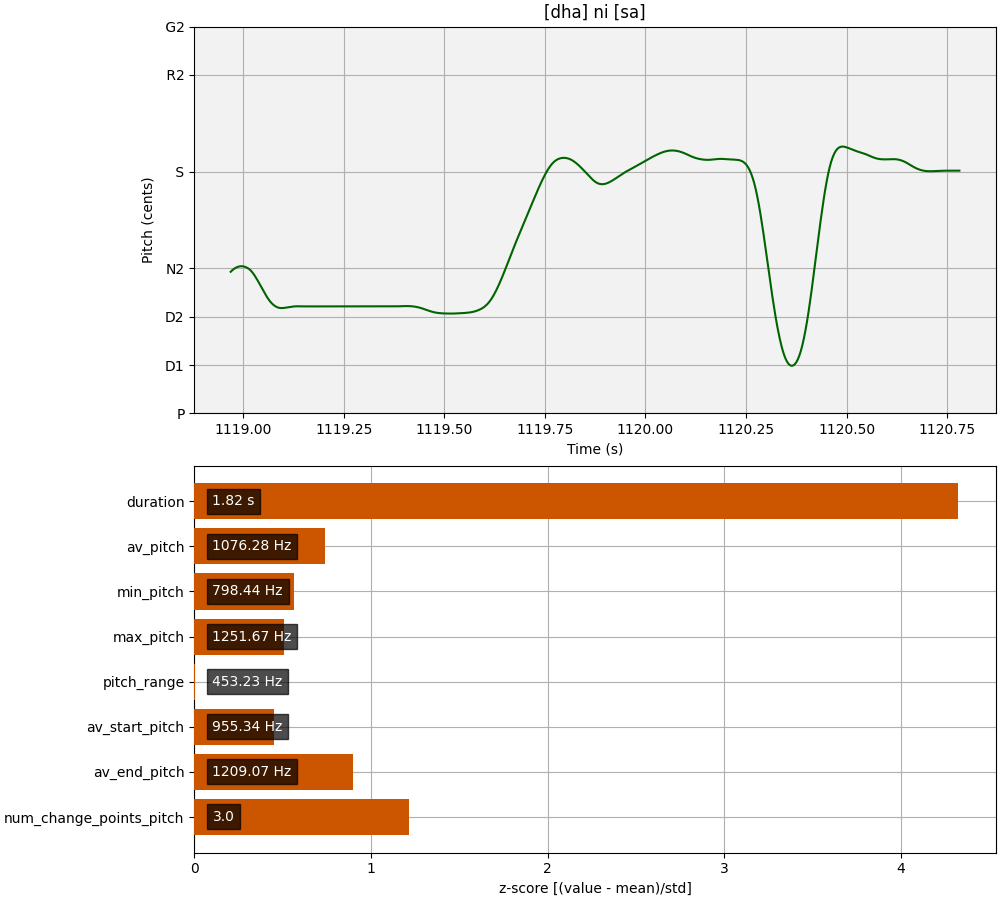 [dha] ni [sa]
G2
R2
S
N2
D2
D1
P
Pitch (cents)
1119.00 1119.25 1119.50 1119.75 1120.00 1120.25 1120.50 1120.75
Time (s)
duration 1.82 s
av_pitch 1076.28 Hz
min_pitch 798.44 Hz
max_pitch 1251.67 Hz
pitch_range 453.23 Hz
av_start_pitch 955.34 Hz
av_end_pitch 1209.07 Hz
num_change_points_pitch 3.0
0 1 2 3 4
z-score [(value - mean)/std]